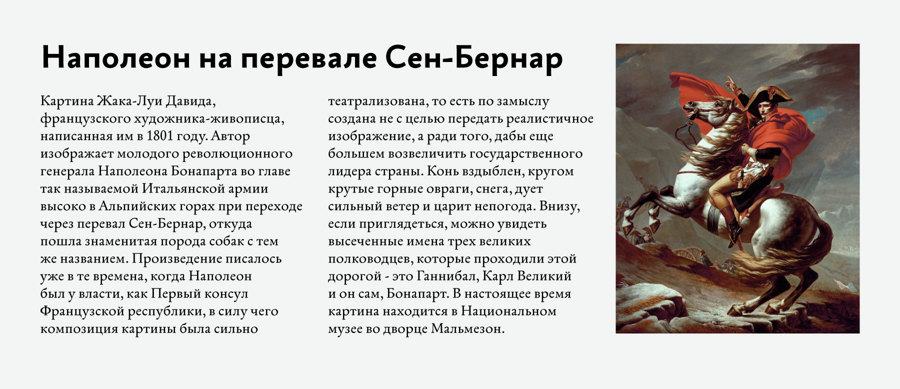 Наполеон на перевале Сен-Бернар
Картина Жака-Луи Давида,
французского художника-живописца,
написанная им в 1801 году. Автор
изображает молодого революционного
генерала Наполеона Бонапарта во главе
так называемой Итальянской армии
высоко в Альпийских горах при переходе
через перевал Сен-Бернар, откуда
пошла знаменитая порода собак с тем
же названием. Произведение писалось
уже в те времена, когда Наполеон
был у власти, как Первый консул
Французской республики, в силу чего
композиция картины была сильно
театрализована, то есть по замыслу
создана не с целью передать реалистичное
изображение, а ради того, дабы еще
большем возвеличить государственного
лидера страны. Конь вздыблен, кругом
крутые горные овраги, снега, дует
сильный ветер и царит непогода. Внизу,
если приглядеться, можно увидеть
высеченные имена трех великих
полководцев, которые проходили этой
дорогой - это Ганнибал, Карл Великий
и он сам, Бонапарт. В настоящее время
картина находится в Национальном
музее во дворце Мальмезон.